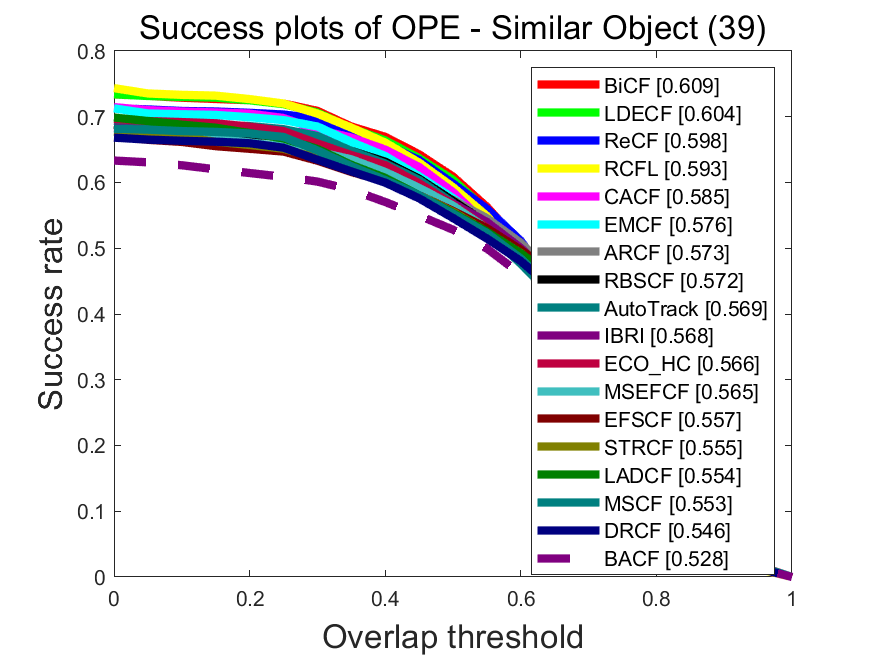 Success plots of OPE - Similar Object (39)
Success rate
0.8
0.7
0.6
0.5
0.4
0.3
0.2
0.1
0
BiCF [0.609]
LDECF [0.604]
ReCF [0.598]
RCFL [0.593]
CACF [0.585]
EMCF [0.576]
ARCF [0.573]
RBSCF [0.572]
AutoTrack [0.569]
IBRI [0.568]
ECO_HC [0.566]
MSEFCF [0.565]
EFSCF [0.557]
STRCF [0.555]
LADCF [0.554]
MSCF [0.553]
DRCF [0.546]
BACF [0.528]
0 0.2 0.4 0.6 0.8 1
Overlap threshold